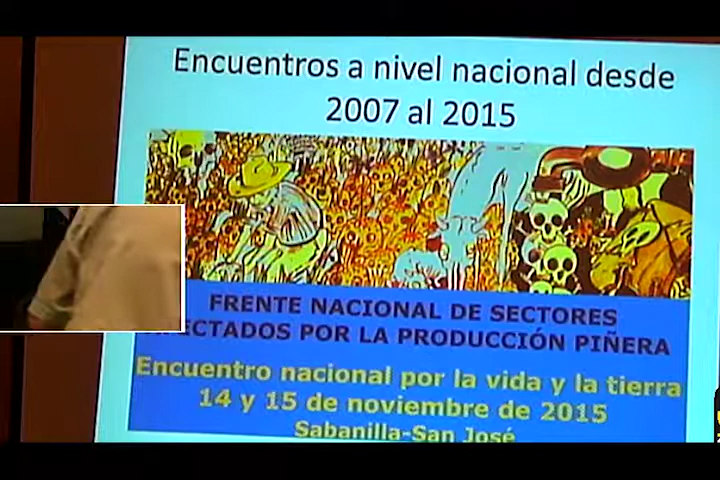 Encuentros a nivel nacional desde
2007 al 2015
FRENTE NACIONAL DE SECTORES
POR LA PRODUCCIÓN PIÑERA
Encuentro nacional por la vida y la tierra
14 y 15 de noviembre de 2015
Sabanilla-San José